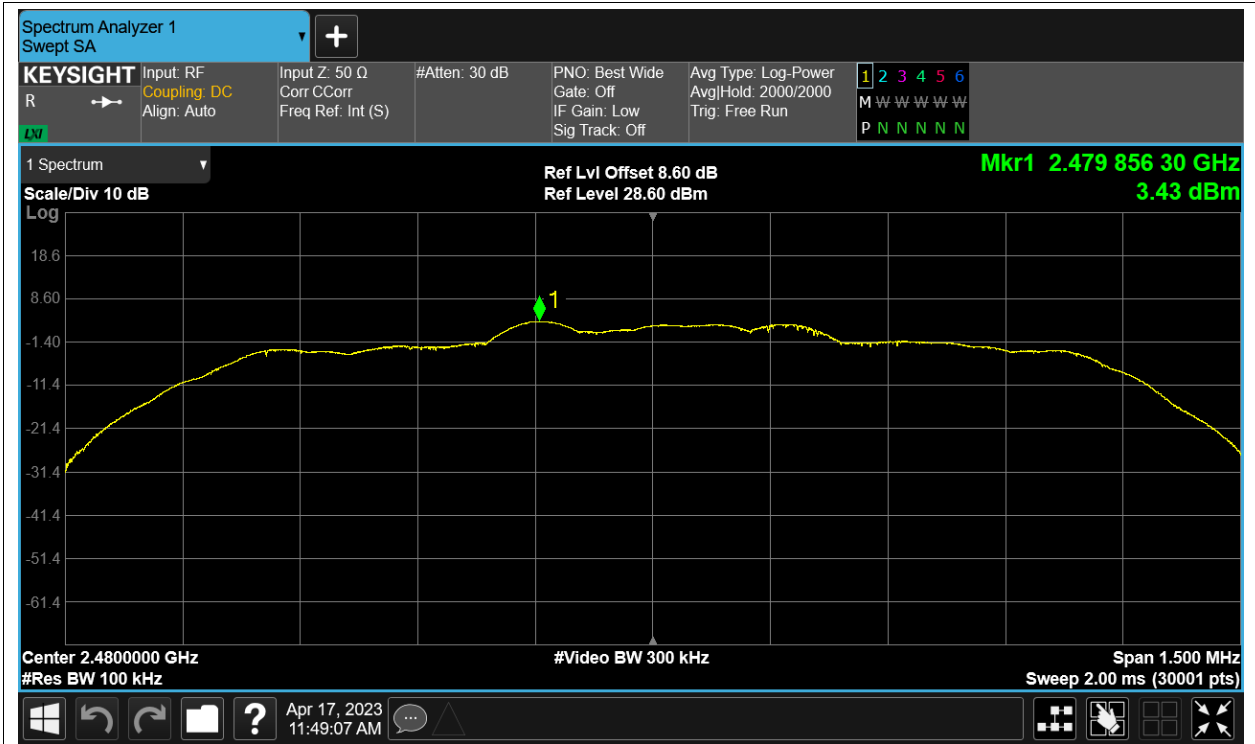 Spectrum Analyzer 1
Swept SA
KEYSIGHT
R
LXI
Input: RF
Coupling: DC
Align: Auto
Input Z: 50 Ω
Corr CCorr
Freq Ref: Int (S)
#Atten: 30 dB
PNO: Best Wide
Gate: Off
IF Gain: Low
Sig Track: Off
Avg Type: Log-Power
Avg|Hold: 2000/2000
Trig: Free Run
1 2 3 4 5 6
M W W W W W
P N N N N N
1 Spectrum
Scale/Div 10 dB
Log
Ref Lvl Offset 8.60 dB
Ref Level 28.60 dBm
Mkr1 2.479 856 30 GHz
3.43 dBm
18.6
8.60
1
-1.40
-11.4
-21.4
-31.4
-41.4
-51.4
-61.4
Center 2.4800000 GHz
#Video BW 300 kHz
Span 1.500 MHz
#Res BW 100 kHz
Sweep 2.00 ms (30001 pts)
?
Apr 17, 2023
11:49:07 AM